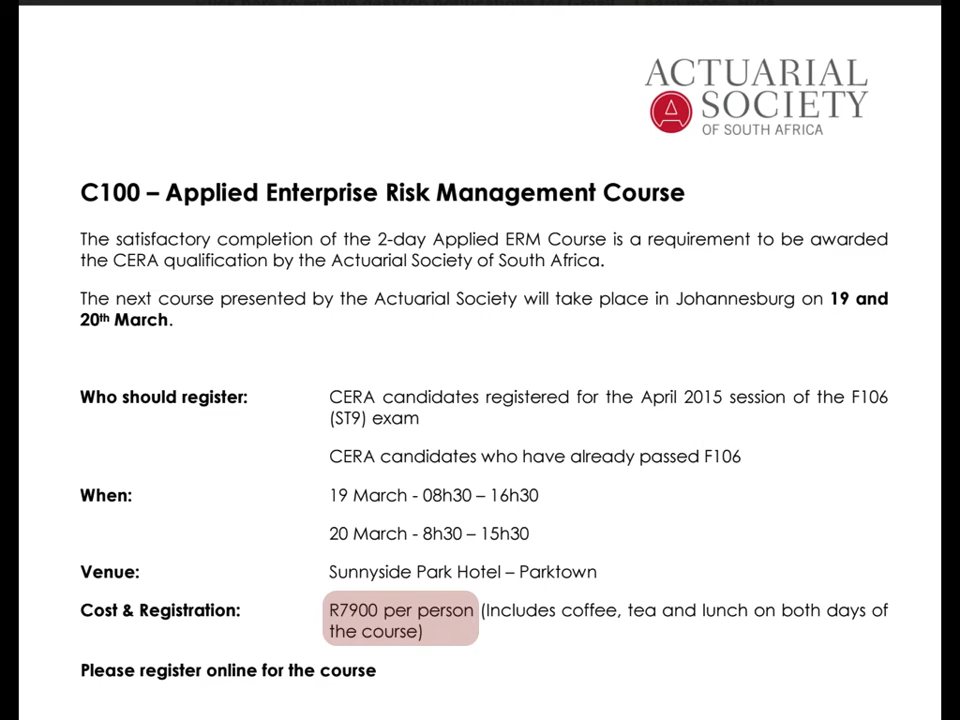 ACTUARIAL
SOCIETY
OF SOUTH AFRICA
C100 – Applied Enterprise Risk Management Course
The satisfactory completion of the 2-day Applied ERM Course is a requirement to be awarded
the CERA qualification by the Actuarial Society of South Africa.
The next course presented by the Actuarial Society will take place in Johannesburg on 19 and
20th March.
Who should register: CERA candidates registered for the April 2015 session of the F106
(ST9) exam
CERA candidates who have already passed F106
When: 19 March - 08h30 – 16h30
20 March - 8h30 – 15h30
Venue: Sunnyside Park Hotel – Parktown
Cost & Registration: R7900 per person (Includes coffee, tea and lunch on both days of
the course)
Please register online for the course